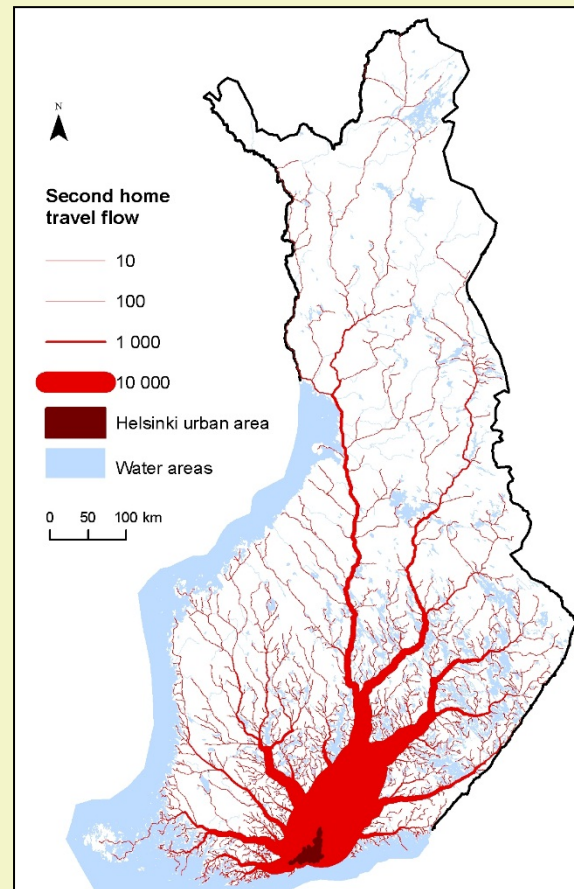 N
Second home
travel flow
10
100
1 000
10 000
Helsinki urban area
Water areas
0 50 100 km